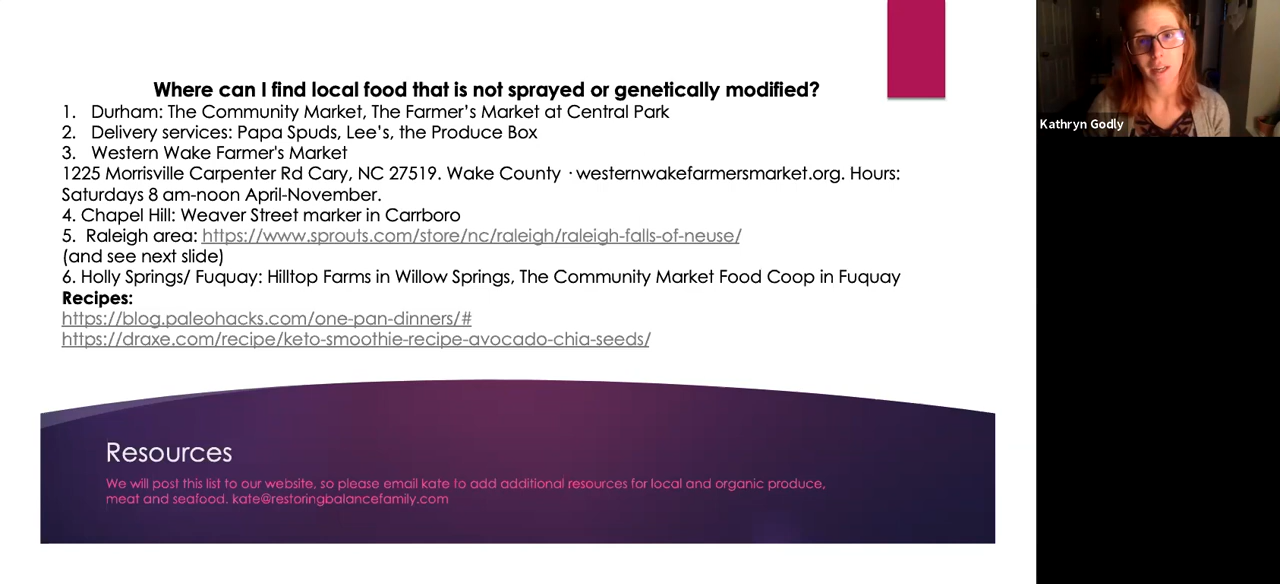 Where can I find local food that is not sprayed or genetically modified?
1. Durham: The Community Market, The Farmer’s Market at Central Park
2. Delivery services: Papa Spuds, Lee’s, the Produce Box
3. Western Wake Farmer's Market
1225 Morrisville Carpenter Rd Cary, NC 27519. Wake County · westernwakefarmersmarket.org. Hours:
Saturdays 8 am-noon April-November.
4. Chapel Hill: Weaver Street marker in Carrboro
5. Raleigh area: https://www.sprouts.com/store/nc/raleigh/raleigh-falls-of-neuse/
(and see next slide)
6. Holly Springs/ Fuquay: Hilltop Farms in Willow Springs, The Community Market Food Coop in Fuquay
Recipes:
https://blog.paleohacks.com/one-pan-dinners/#
https://draxe.com/recipe/keto-smoothie-recipe-avocado-chia-seeds/
Resources
We will post this list to our website, so please email kate to add additional resources for local and organic produce,
meat and seafood. kate@restoringbalancefamily.com
Kathryn Godly